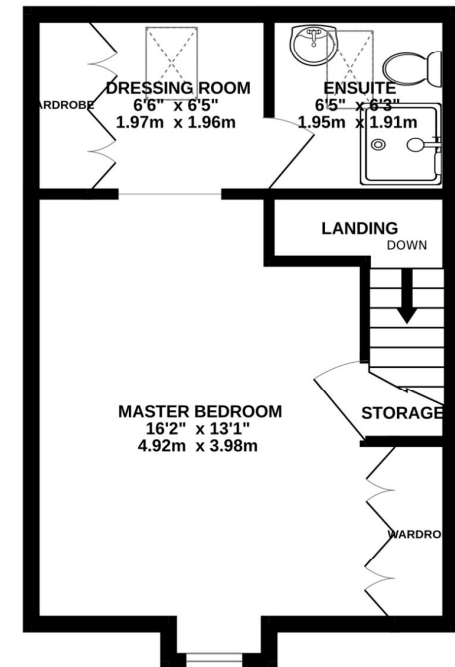 DRESSING ROOM
6'6" x 6'5"
1.97m x 1.96m
ARDROBE
ENSUITE
6'5" x 6'3"
1.95m x 1.91m
LANDING
DOWN
MASTER BEDROOM
16'2" x 13'1"
4.92m x 3.98m
STORAGE
WARDRO